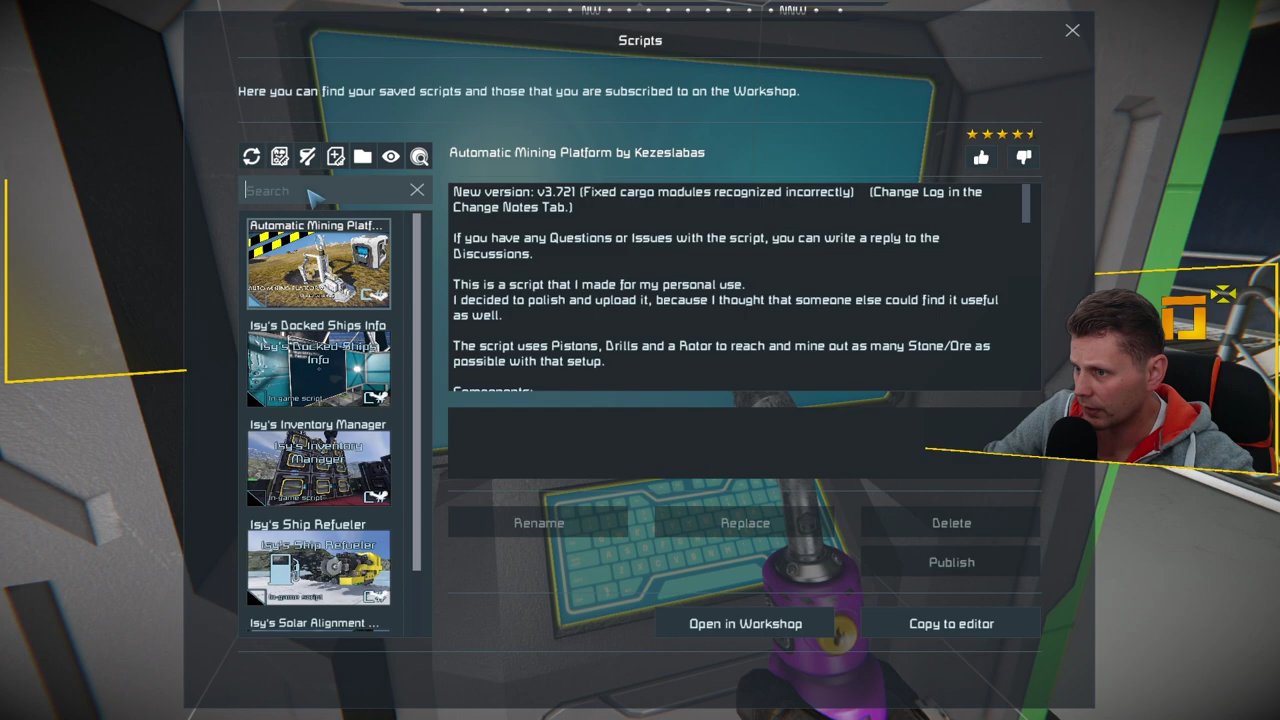 NW
NNW
Scripts
Here you can find your saved scripts and those that you are subscribed to on the Workshop.
Automatic Mining Platform by Kezeslabas
Search
New version: v3.721 (Fixed cargo modules recognized incorrectly) (Change Log in the
Change Notes Tab.)
If you have any Questions or Issues with the script, you can write a reply to the
Discussions.
This is a script that I made for my personal use.
I decided to polish and upload it, because I thought that someone else could find it useful
as well.
The script uses Pistons, Drills and a Rotor to reach and mine out as many Stone/Ore as
possible with that setup.
Components:
Automatic Mining Platf...
Isy's Docked Ships Info
Isy's Docked Ships
Info
In-game script
Isy's Inventory Manager
Isy's Inventory
Manager
In-game script
Isy's Ship Refueler
Isy's Ship Refueler
In-game script
Isy's Solar Alignment ...
Rename
Replace
Delete
Publish
Open in Workshop
Copy to editor